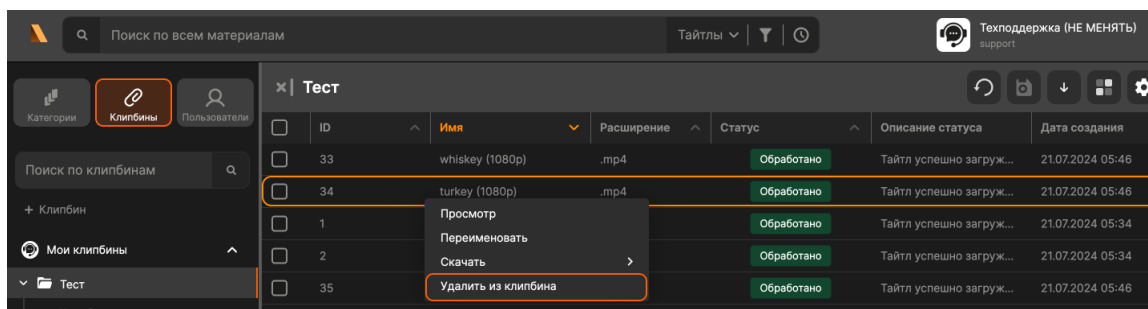 Поиск по всем материалам
Тайтлы
Техподдержка (НЕ МЕНЯТЬ)
support
Категории
Клипбины
Пользователи
Поиск по клипбинам
+ Клипбин
Мои клипбины
Тест
Тест
ID Имя Расширение Статус Описание статуса Дата создания
33 whiskey (1080p) .mp4 Обработано Тайтл успешно загруж... 21.07.2024 05:46
34 turkey (1080p) .mp4 Обработано Тайтл успешно загруж... 21.07.2024 05:46
1 Обработано Тайтл успешно загруж... 21.07.2024 05:34
2 Обработано Тайтл успешно загруж... 21.07.2024 05:34
35 Обработано Тайтл успешно загруж... 21.07.2024 05:46
Просмотр
Переименовать
Скачать
Удалить из клипбина